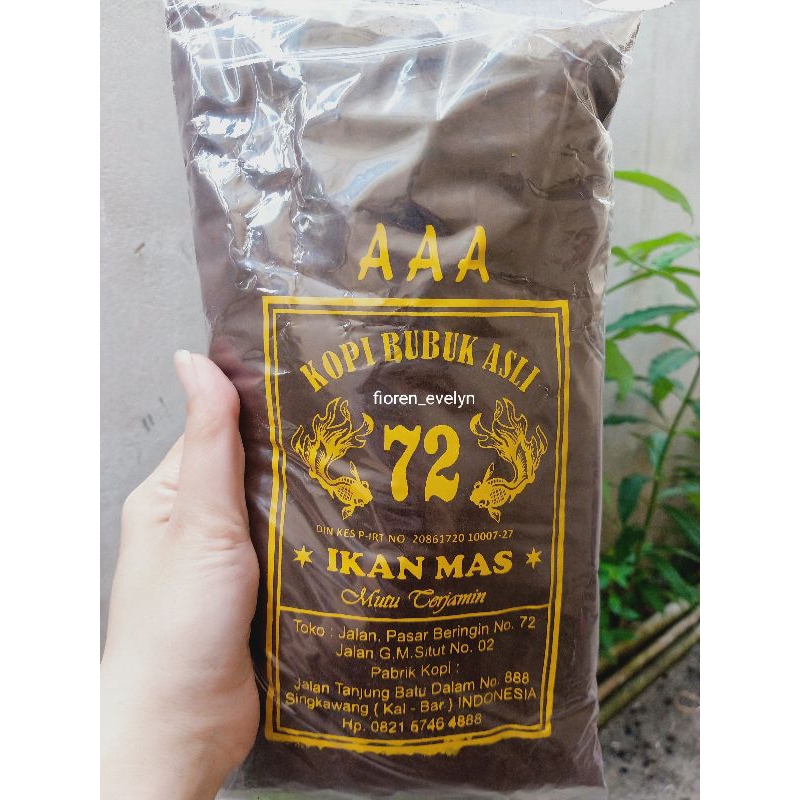 AAA
KOPI BUBUK ASLI
fioren_evelyn
72
DIN KES P-IRT NO 20861720 10007-27
IKAN MAS
Mutu Terjamin
Toko : Jalan. Pasar Beringin No. 72
Jalan G.M.Situt No. 02
Pabrik Kopi :
Jalan Tanjung Batu Dalam No. 888
Singkawang ( Kal - Bar ) INDONESIA
Hp. 0821 5746 4888